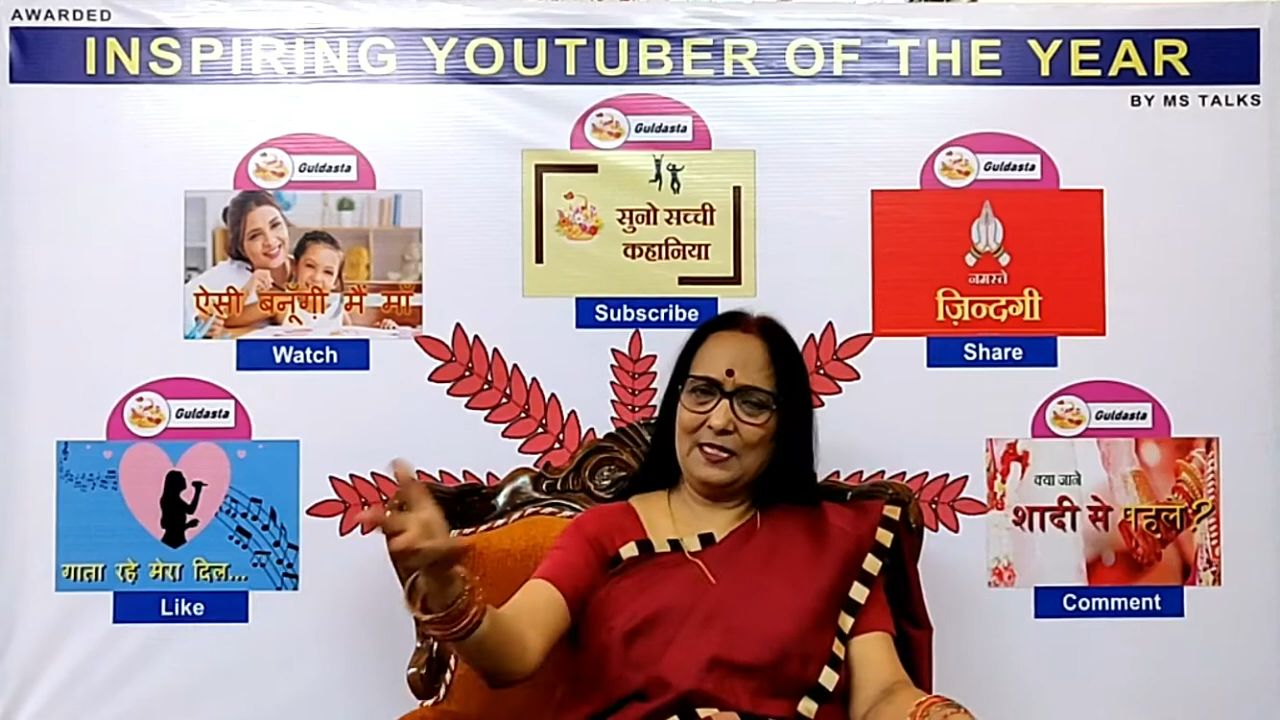 AWARDED
INSPIRING YOUTUBER OF THE YEAR
BY MS TALKS
Guldasta
सुनो सच्ची
कहानिया
Subscribe
Guldasta
ऐसी बनूँगी मैं माँ
Watch
Guldasta
नमस्ते
ज़िन्दगी
Share
Guldasta
गाता रहे मेरा दिल...
Like
Guldasta
क्या जाने
शादी से पहले ?
Comment